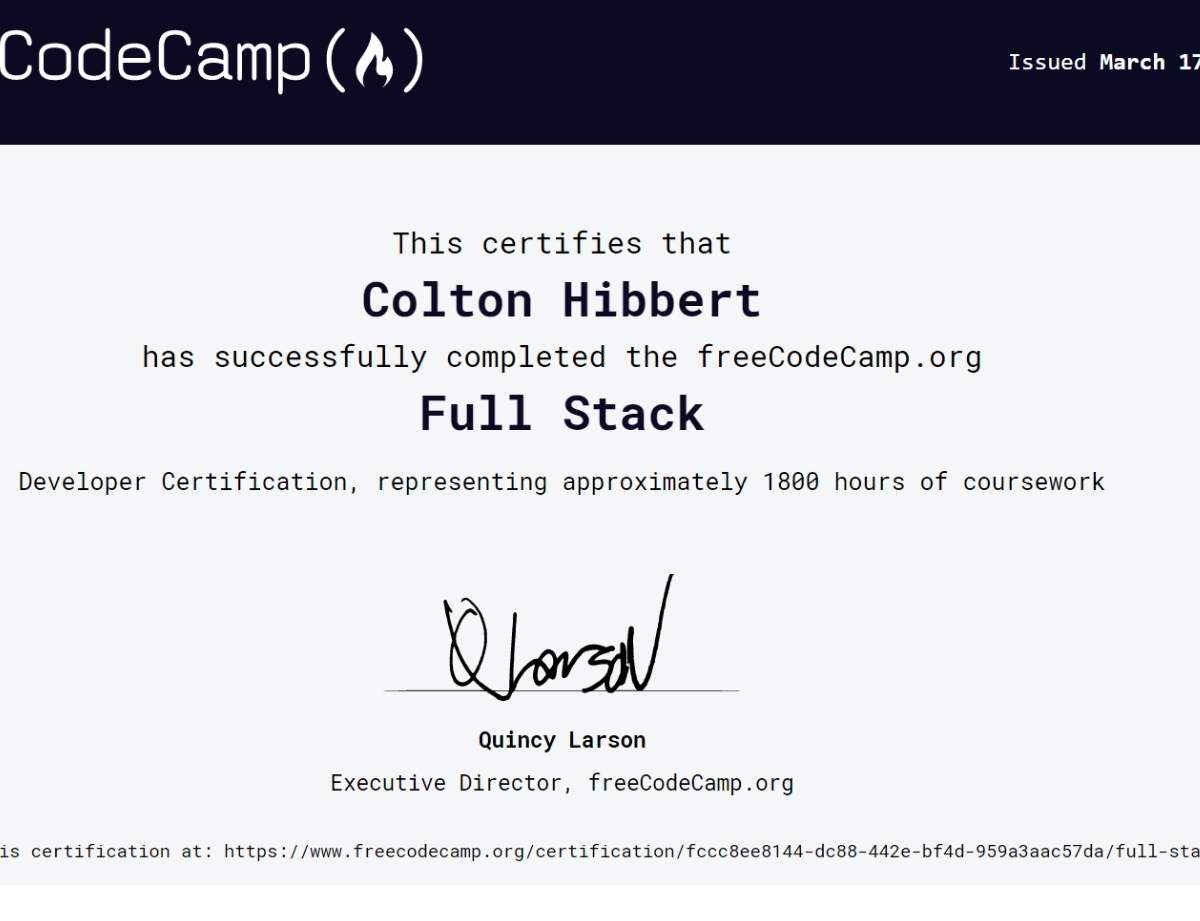 CodeCamp(🔥)
Issued March 17
This certifies that
Colton Hibbert
has successfully completed the freeCodeCamp.org
Full Stack
Developer Certification, representing approximately 1800 hours of coursework
QLarson
Quincy Larson
Executive Director, freeCodeCamp.org
is certification at: https://www.freecodecamp.org/certification/fccc8ee8144-dc88-442e-bf4d-959a3aac57da/full-sta